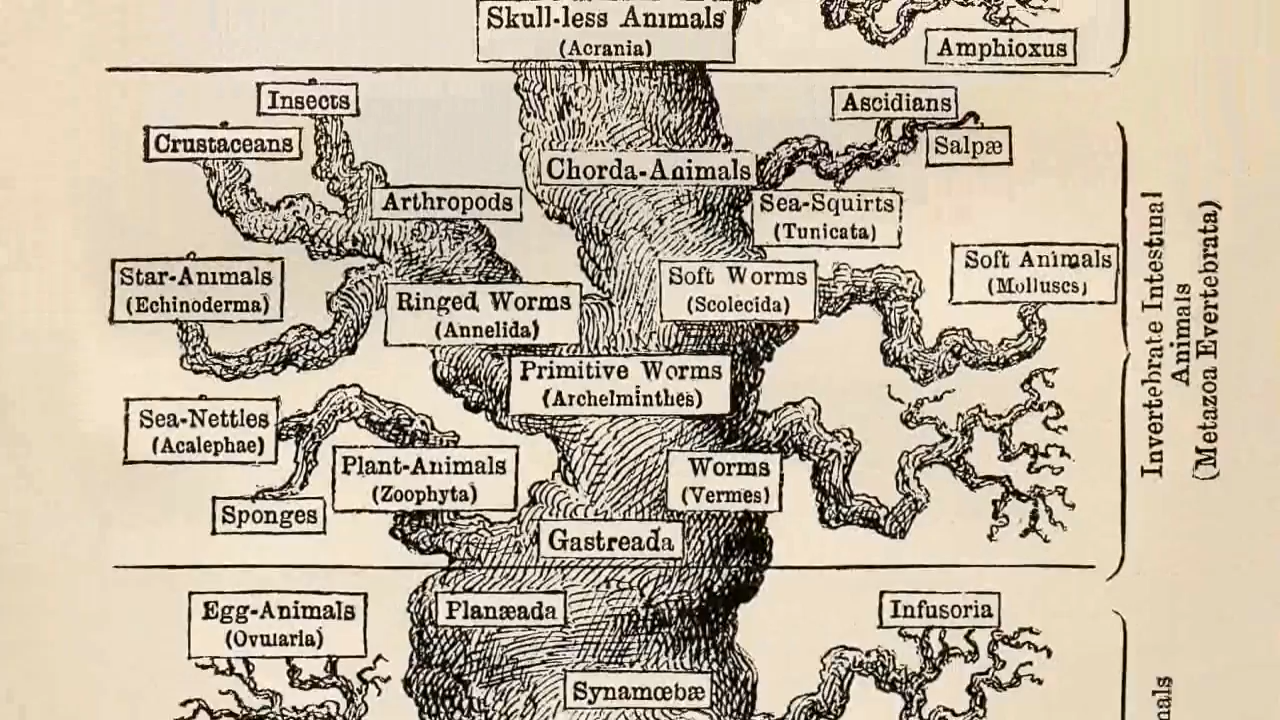 Skull-less Animals
(Acrania)
Amphioxus
Insects
Ascidians
Crustaceans
Salpæ
Chorda-Animals
Arthropods
Sea-Squirts
(Tunicata)
Star-Animals
(Echinoderma)
Ringed Worms
(Annelida)
Soft Worms
(Scolecida)
Soft Animals
(Molluscs)
Primitive Worms
(Archelminthes)
Sea-Nettles
(Acalephae)
Plant-Animals
(Zoophyta)
Worms
(Vermes)
Sponges
Gastreada
Invertebrate Intestinal
Animals
(Metazoa Evertebrata)
Egg-Animals
(Ovularia)
Planæada
Infusoria
Synamœbæ